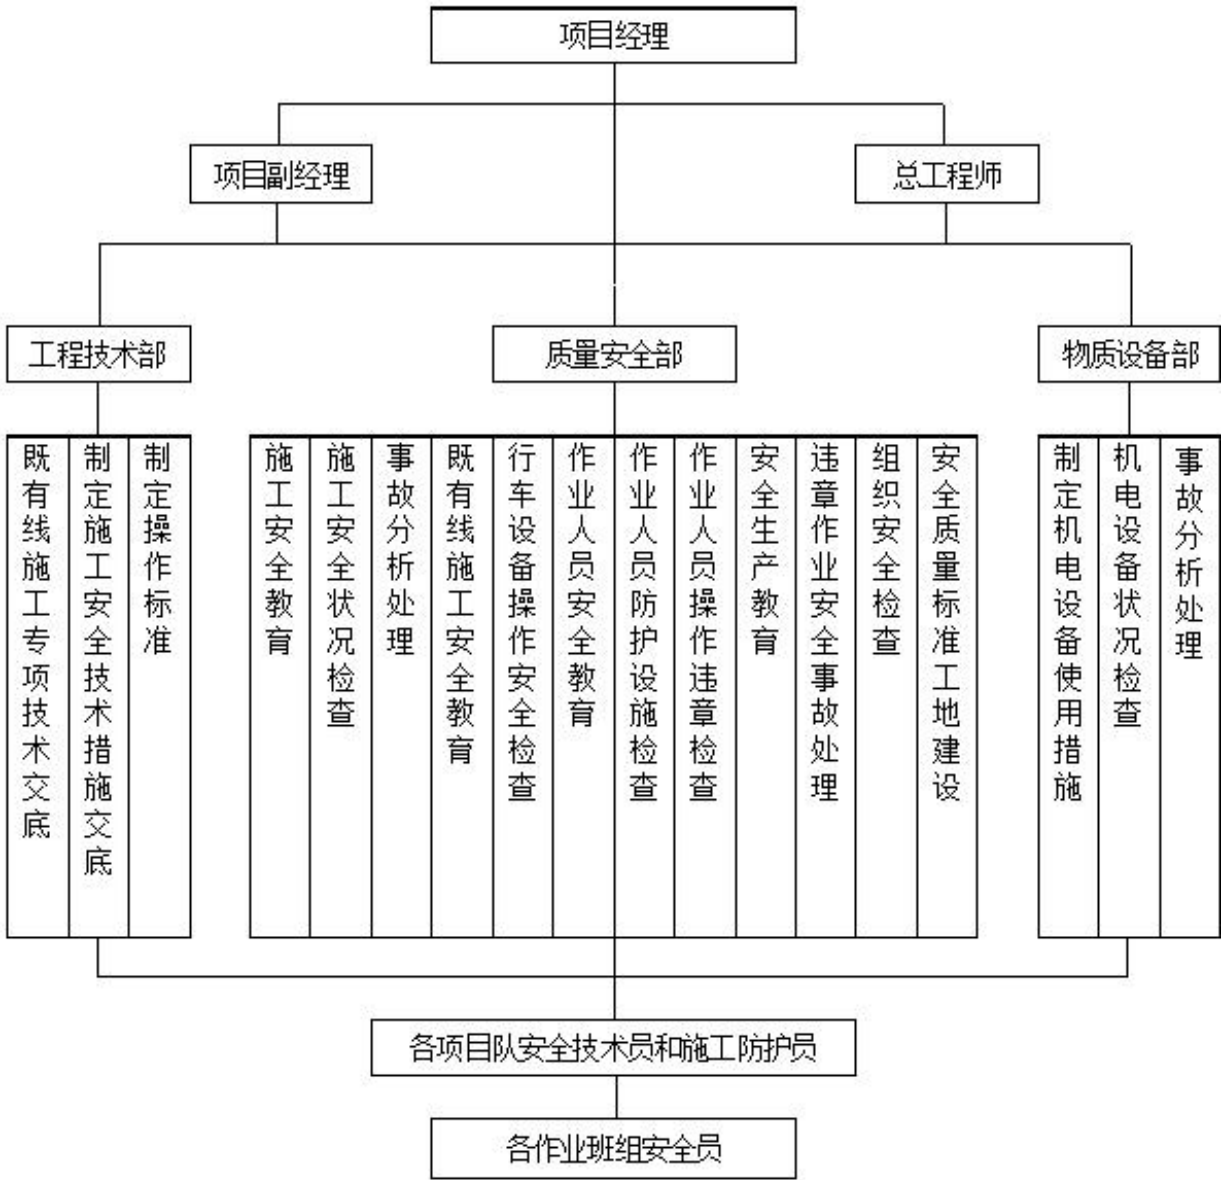 项目经理
项目副经理
总工程师
工程技术部
质量安全部
物质设备部
既有线施工专项技术交底
制定施工安全技术措施交底
制定操作标准
施工安全教育
施工安全状况检查
事故分析处理
既有线施工安全教育
行车设备操作安全检查
作业人员安全教育
作业人员防护设施检查
作业人员操作违章检查
安全生产教育
违章作业安全事故处理
组织安全检查
安全质量标准工地建设
制定机电设备使用措施
机电设备状况检查
事故分析处理
各项目队安全技术员和施工防护员
各作业班组安全员